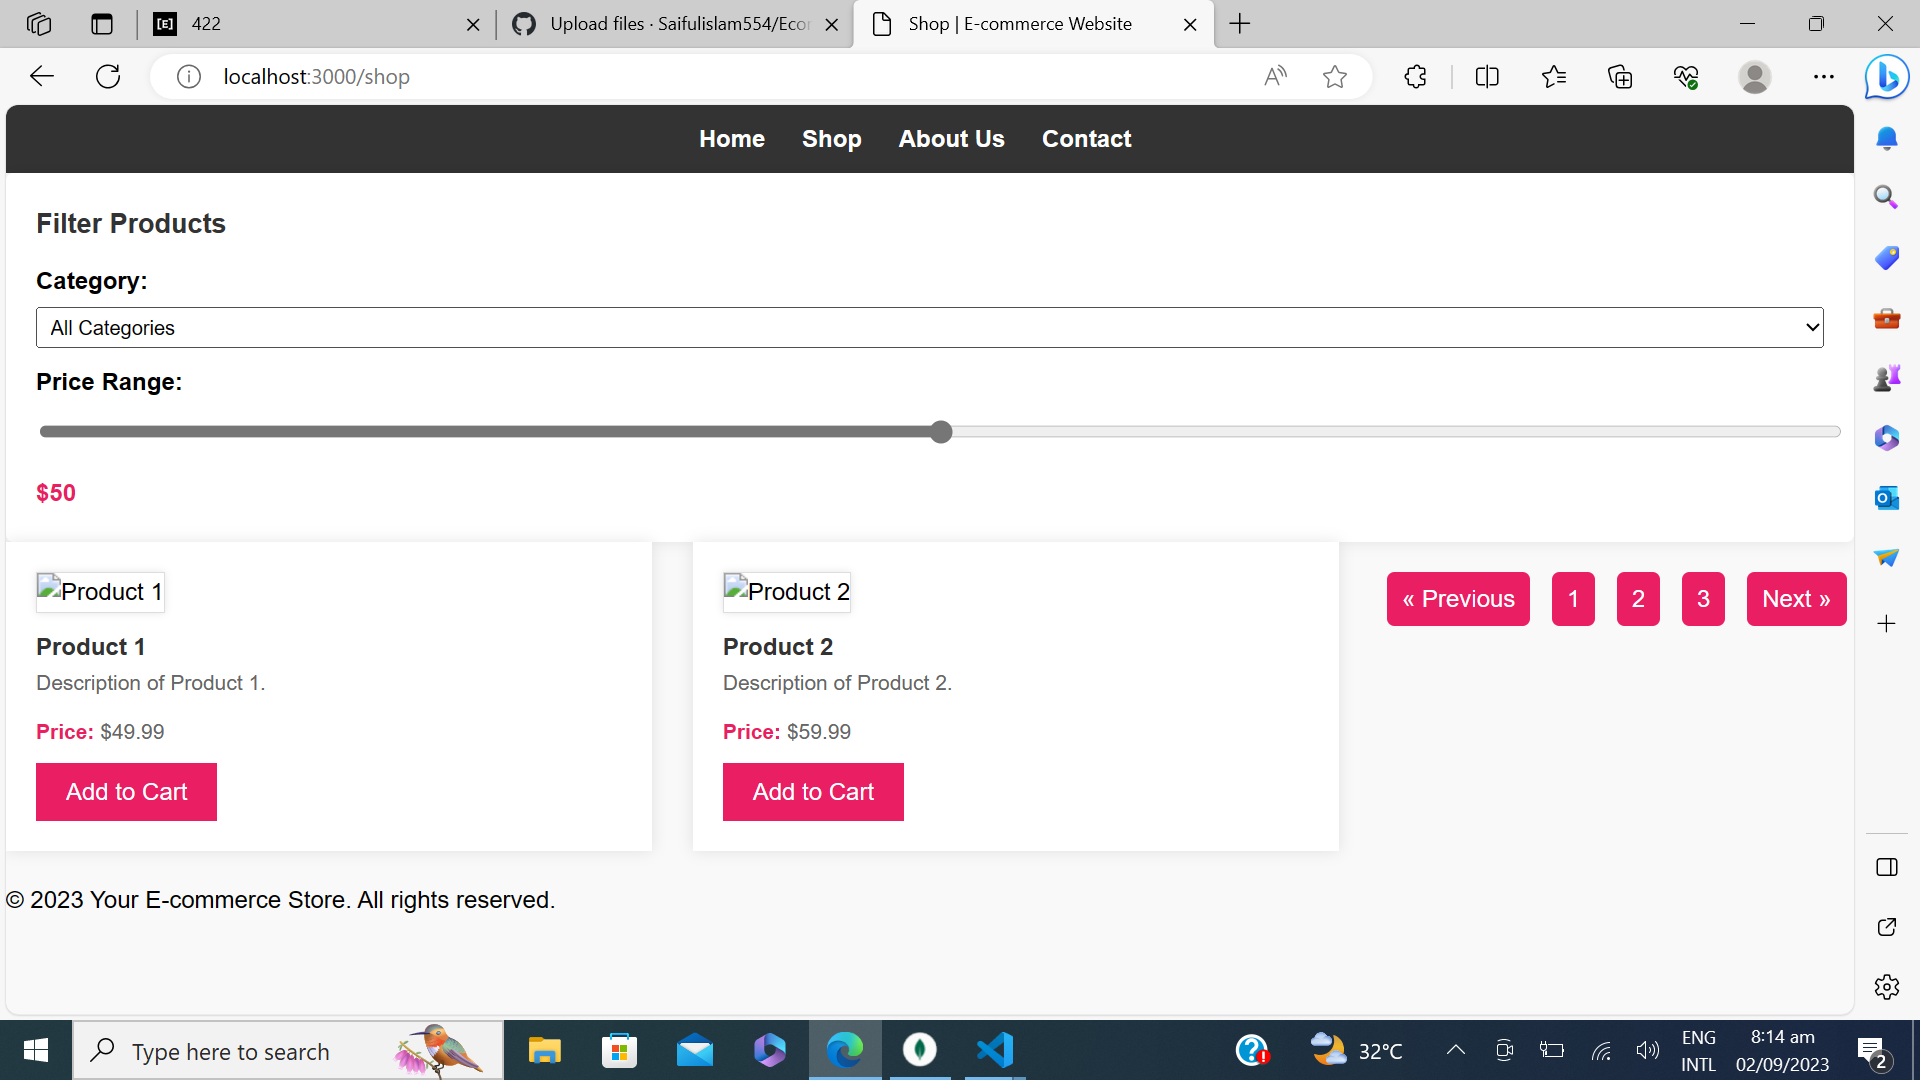 422
Upload files · Saifulislam554/Ecor
Shop | E-commerce Website
localhost:3000/shop
Home
Shop
About Us
Contact
Filter Products
Category:
All Categories
Price Range:
$50
Product 1
Product 1
Description of Product 1.
Price: $49.99
Add to Cart
Product 2
Product 2
Description of Product 2.
Price: $59.99
Add to Cart
« Previous
1
2
3
Next »
© 2023 Your E-commerce Store. All rights reserved.
Type here to search
32°C
ENG
INTL
8:14 am
02/09/2023
2